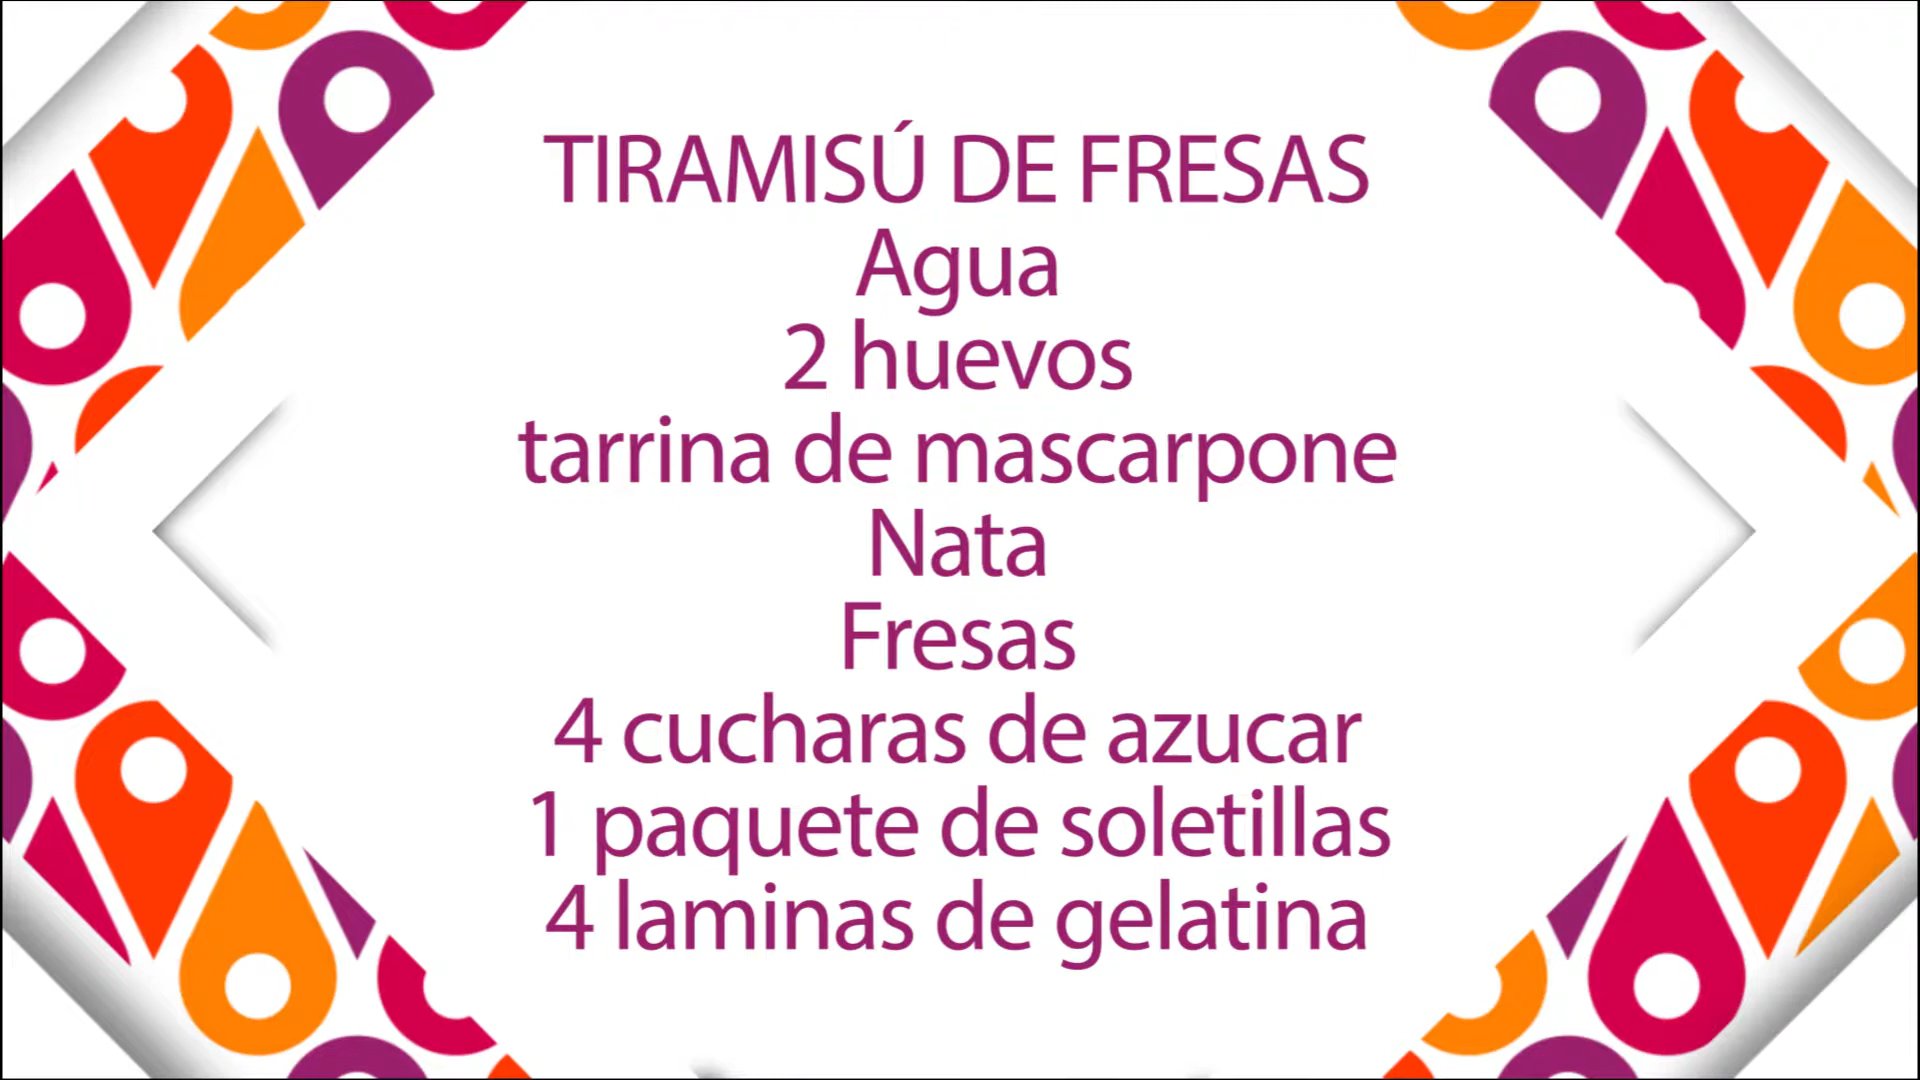 TIRAMISÚ DE FRESAS
Agua
2 huevos
tarrina de mascarpone
Nata
Fresas
4 cucharas de azucar
1 paquete de soletillas
4 laminas de gelatina